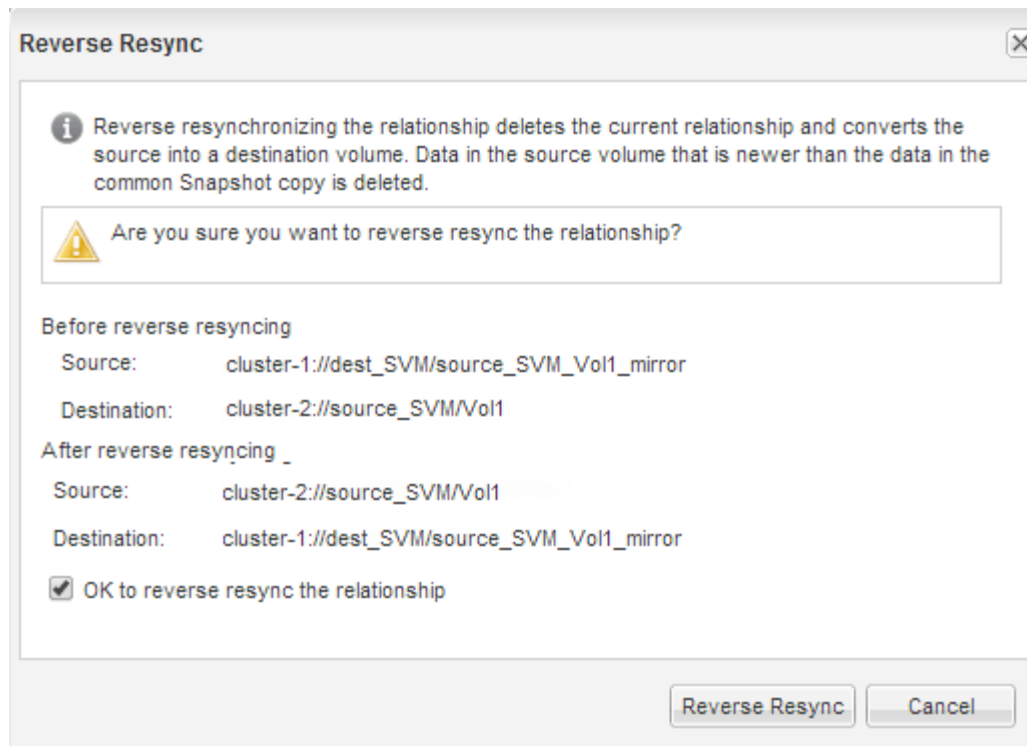 Reverse Resync
Reverse resynchronizing the relationship deletes the current relationship and converts the
source into a destination volume. Data in the source volume that is newer than the data in the
common Snapshot copy is deleted.
Are you sure you want to reverse resync the relationship?
Before reverse resyncing
Source: cluster-1://dest_SVM/source_SVM_Vol1_mirror
Destination: cluster-2://source_SVM/Vol1
After reverse resyncing
Source: cluster-2://source_SVM/Vol1
Destination: cluster-1://dest_SVM/source_SVM_Vol1_mirror
OK to reverse resync the relationship
Reverse Resync Cancel